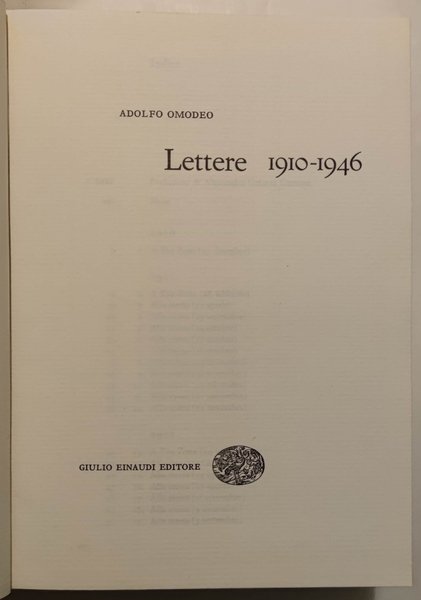 ADOLFO OMODEO
Lettere 1910-1946
GIULIO EINAUDI EDITORE